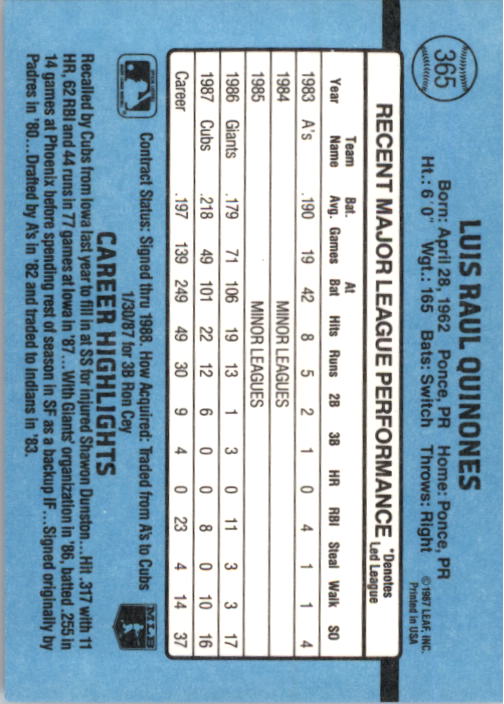 365
LUIS RAUL QUINONES
Born: April 28, 1962 Ponce, PR Home: Ponce, PR
Ht.: 6'0" Wgt.: 165 Bats: Switch Throws: Right
©1987 LEAF, INC.
Printed in USA
RECENT MAJOR LEAGUE PERFORMANCE
*Denotes
Led League
Team Bat. At
Year Name Avg. Games Bat Hits Runs 2B 3B HR RBI Steal Walk SO
1983 A's .190 19 42 8 5 2 1 0 4 1 1 4
1984 MINOR LEAGUES
1985 MINOR LEAGUES
1986 Giants .179 71 106 19 13 1 3 0 11 3 3 17
1987 Cubs .218 49 101 22 12 6 0 0 8 0 10 16
Career .197 139 249 49 30 9 4 0 23 4 14 37
Contract Status: Signed thru 1988. How Acquired: Traded from A's to Cubs
1/30/87 for 3B Ron Cey
MLB
CAREER HIGHLIGHTS
Recalled by Cubs from Iowa last year to fill in at SS for injured Shawon Dunston...Hit .317 with 11
HR, 62 RBI and 44 runs in 77 games at Iowa in '87...With Giants' organization in '86, batted .255 in
14 games at Phoenix before spending rest of season in SF as a backup IF...Signed originally by
Padres in '80...Drafted by A's in '82 and traded to Indians in '83.